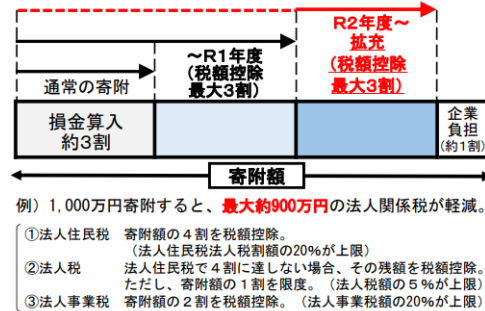 R2年度～
拡充
(税額控除
最大3割)
～R1年度
(税額控除
最大3割)
通常の寄附
損金算入
約3割
企業
負担
(約1割)
寄附額
例）1,000万円寄附すると、最大約900万円の法人関係税が軽減。
①法人住民税 寄附額の4割を税額控除。
(法人住民税法人税割額の20%が上限)
②法人税 法人住民税で4割に達しない場合、その残額を税額控除。
ただし、寄附額の1割を限度。(法人税額の5%が上限)
③法人事業税 寄附額の2割を税額控除。(法人事業税額の20%が上限)